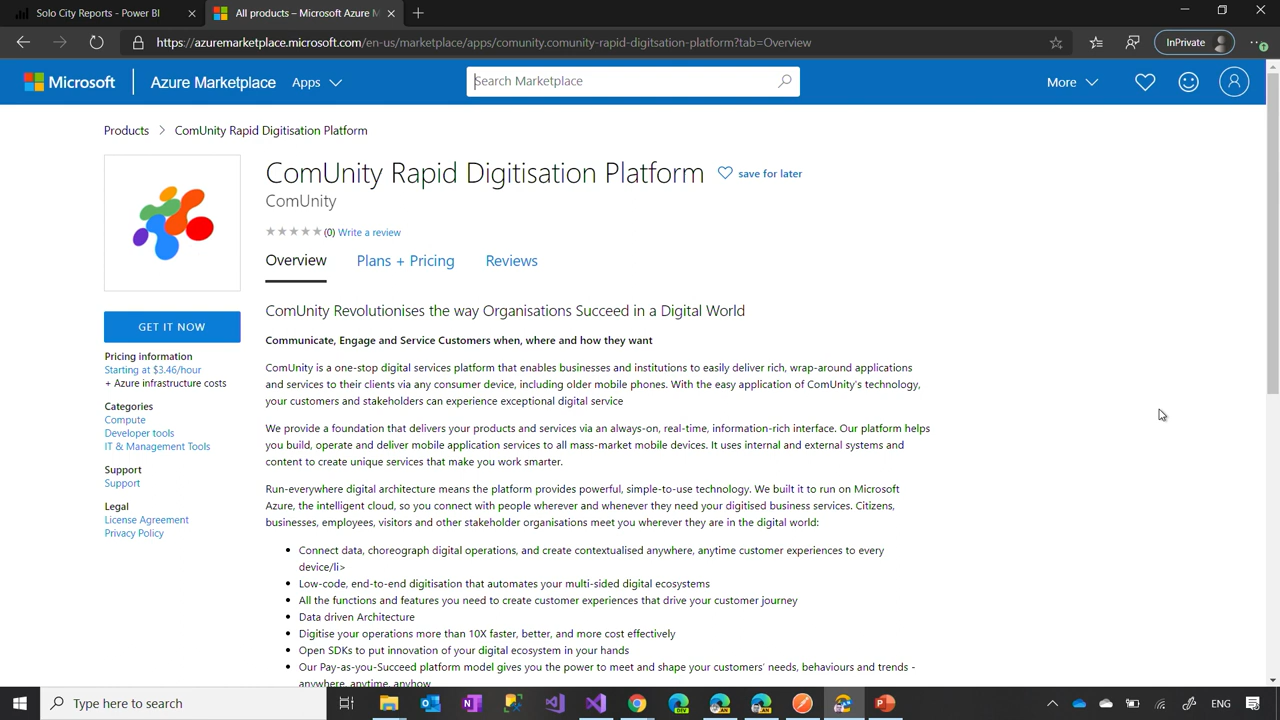 Solo City Reports - Power BI
All products – Microsoft Azure M
https://azuremarketplace.microsoft.com/en-us/marketplace/apps/comunity.comunity-rapid-digitsation-platform?tab=Overview
InPrivate
Microsoft
Azure Marketplace
Apps
Search Marketplace
More
Products > ComUnity Rapid Digitisation Platform
ComUnity Rapid Digitisation Platform
save for later
ComUnity
(0) Write a review
Overview
Plans + Pricing
Reviews
GET IT NOW
Pricing information
Starting at $3.46/hour
+ Azure infrastructure costs
Categories
Compute
Developer tools
IT & Management Tools
Support
Support
Legal
License Agreement
Privacy Policy
ComUnity Revolutionises the way Organisations Succeed in a Digital World
Communicate, Engage and Service Customers when, where and how they want
ComUnity is a one-stop digital services platform that enables businesses and institutions to easily deliver rich, wrap-around applications
and services to their clients via any consumer device, including older mobile phones. With the easy application of ComUnity's technology,
your customers and stakeholders can experience exceptional digital service
We provide a foundation that delivers your products and services via an always-on, real-time, information-rich interface. Our platform helps
you build, operate and deliver mobile application services to all mass-market mobile devices. It uses internal and external systems and
content to create unique services that make you work smarter.
Run-everywhere digital architecture means the platform provides powerful, simple-to-use technology. We built it to run on Microsoft
Azure, the intelligent cloud, so you connect with people wherever and whenever they need your digitised business services. Citizens,
businesses, employees, visitors and other stakeholder organisations meet you wherever they are in the digital world:
• Connect data, choreograph digital operations, and create contextualised anywhere, anytime customer experiences to every
device/li>
• Low-code, end-to-end digitisation that automates your multi-sided digital ecosystems
• All the functions and features you need to create customer experiences that drive your customer journey
• Data driven Architecture
• Digitise your operations more than 10X faster, better, and more cost effectively
• Open SDKs to put innovation of your digital ecosystem in your hands
• Our Pay-as-you-Succeed platform model gives you the power to meet and shape your customers' needs, behaviours and trends -
anywhere, anytime, anyhow
Type here to search
ENG